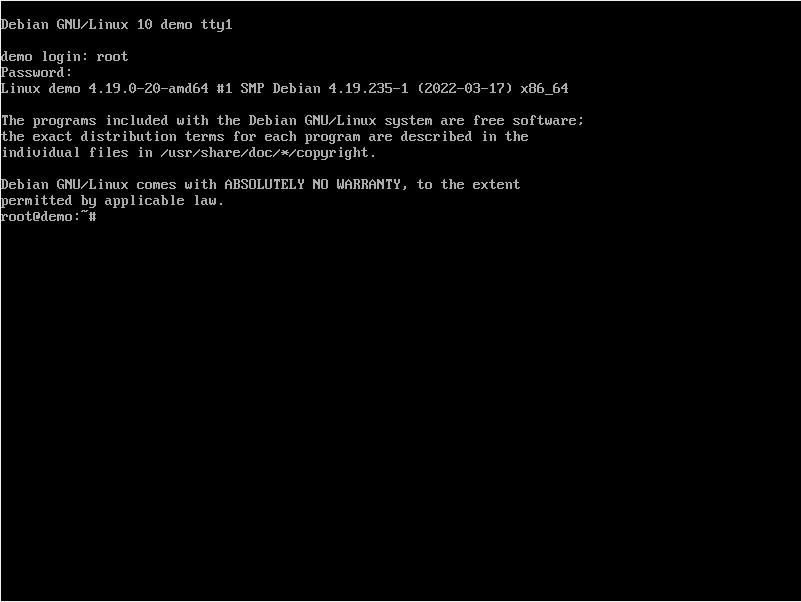 Debian GNU/Linux 10 demo tty1
demo login: root
Password:
Linux demo 4.19.0-20-amd64 #1 SMP Debian 4.19.235-1 (2022-03-17) x86_64
The programs included with the Debian GNU/Linux system are free software;
the exact distribution terms for each program are described in the
individual files in /usr/share/doc/*/copyright.
Debian GNU/Linux comes with ABSOLUTELY NO WARRANTY, to the extent
permitted by applicable law.
root@demo:~#